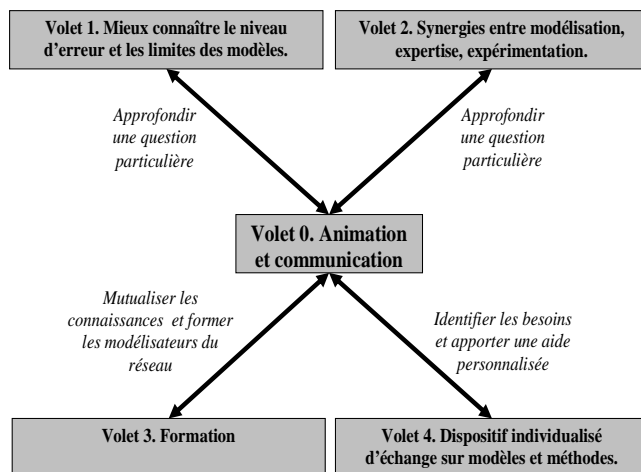 Volet 1. Mieux connaître le niveau
d'erreur et les limites des modèles.
Volet 2. Synergies entre modélisation,
expertise, expérimentation.
Approfondir
une question
particulière
Approfondir
une question
particulière
Volet 0. Animation
et communication
Mutualiser les
connaissances et former
les modélisateurs du
réseau
Identifier les besoins
et apporter une aide
personnalisée
Volet 3. Formation
Volet 4. Dispositif individualisé
d'échange sur modèles et méthodes.